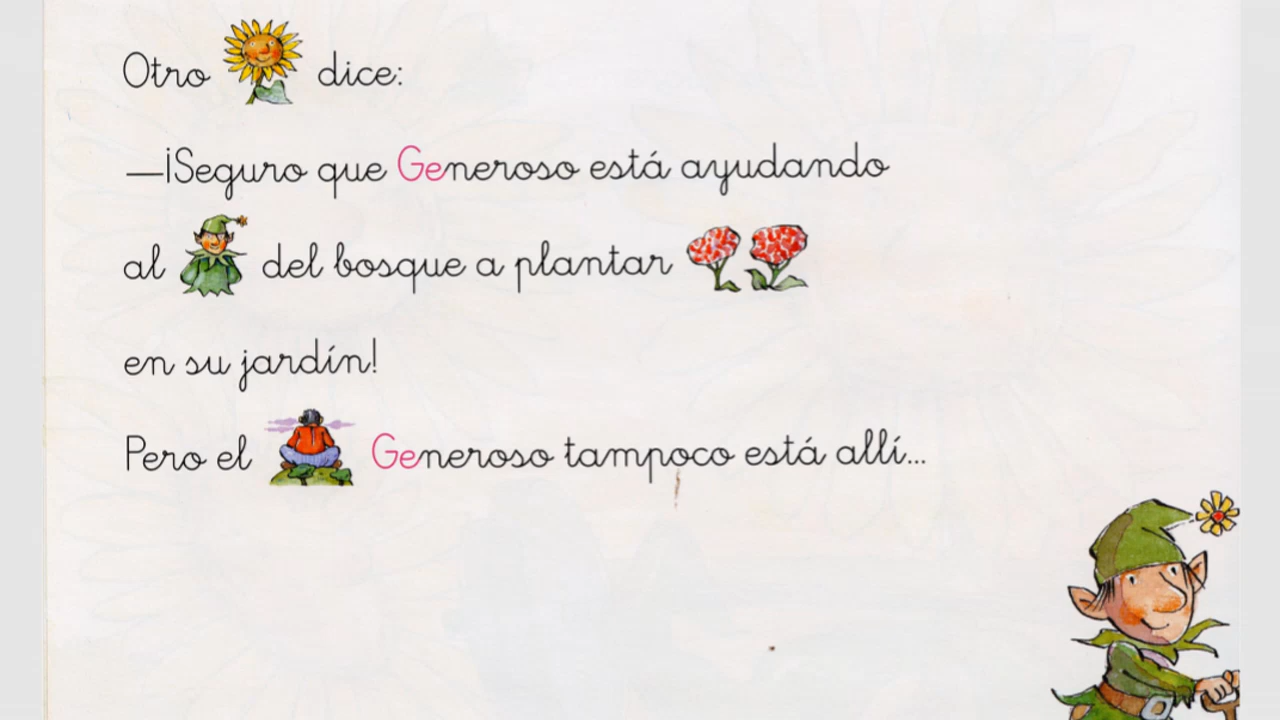 Otro dice:
—¡Seguro que Generoso está ayudando
al del bosque a plantar
en su jardín!
Pero el Generoso tampoco está allí...